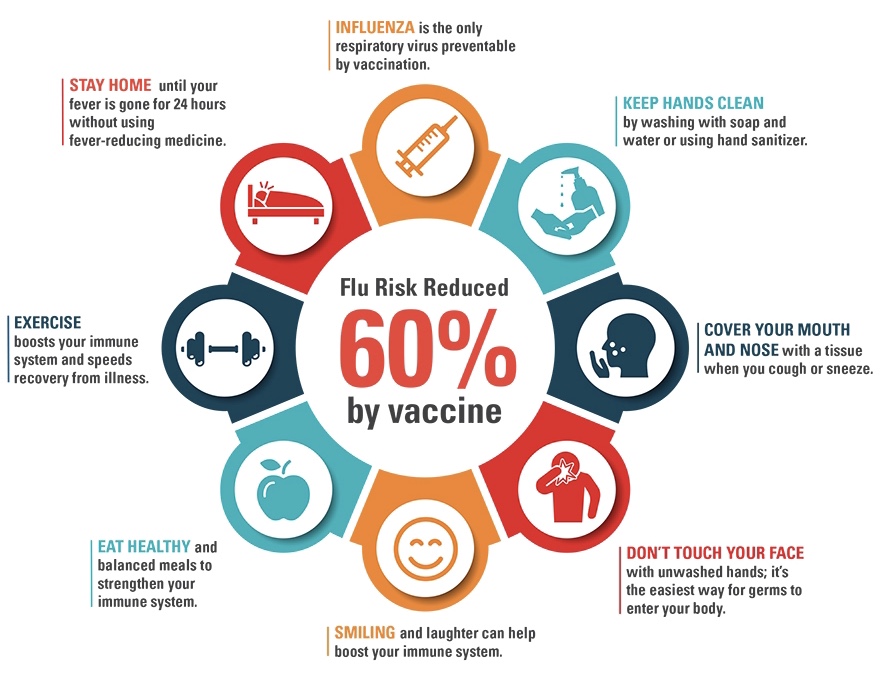 INFLUENZA is the only
respiratory virus preventable
by vaccination.
KEEP HANDS CLEAN
by washing with soap and
water or using hand sanitizer.
COVER YOUR MOUTH
AND NOSE with a tissue
when you cough or sneeze.
DON'T TOUCH YOUR FACE
with unwashed hands; it's
the easiest way for germs to
enter your body.
SMILING and laughter can help
boost your immune system.
EAT HEALTHY and
balanced meals to
strengthen your
immune system.
EXERCISE
boosts your immune
system and speeds
recovery from illness.
STAY HOME until your
fever is gone for 24 hours
without using
fever-reducing medicine.
Flu Risk Reduced
60%
by vaccine